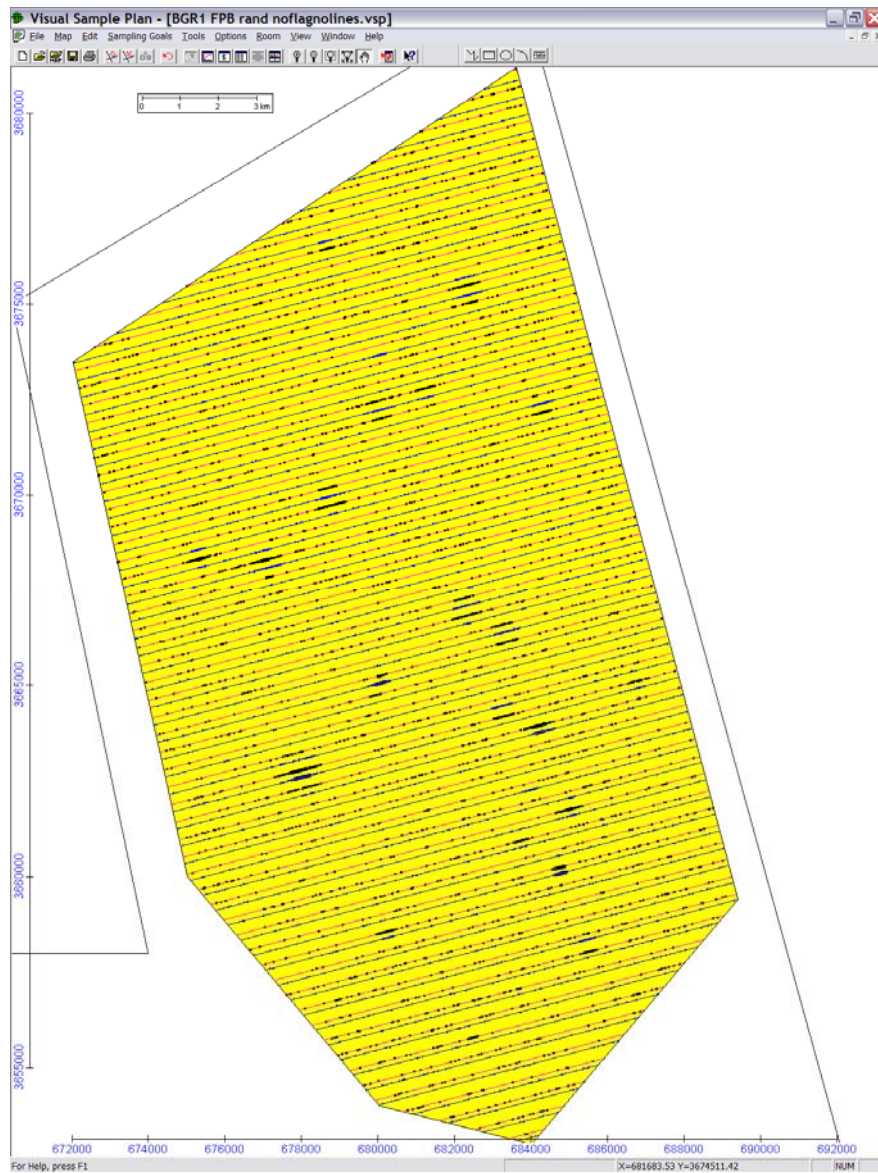 Visual Sample Plan - [BGR1 FPB rand noflagnolines.vsp]
File Map Edit Sampling Goals Tools Options Room View Window Help
0 1 2 3 km
3680000
3675000
3670000
3665000
3660000
3655000
672000 674000 676000 678000 680000 682000 684000 686000 688000 690000 692000
For Help, press F1 X=681683.53 Y=3674511.42 NUM